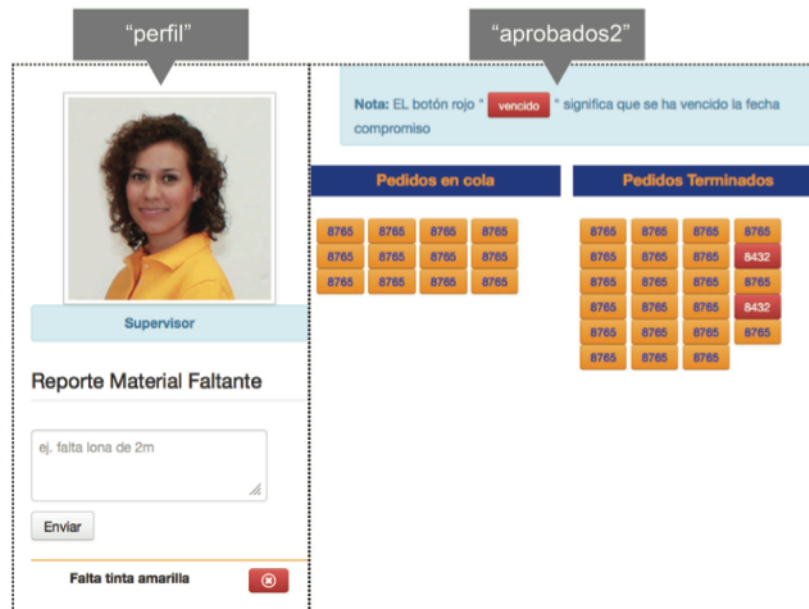 “perfil”
“aprobados2”
Nota: EL botón rojo “ vencido ” significa que se ha vencido la fecha
compromiso
Pedidos en cola
Pedidos Terminados
8765 8765 8765 8765
8765 8765 8765 8765
8765 8765 8765 8765
8765 8765 8765 8765
8765 8765 8765 8432
8765 8765 8765 8765
8765 8765 8765 8432
8765 8765 8765 8765
8765 8765 8765
Supervisor
Reporte Material Faltante
ej. falta lona de 2m
Enviar
Falta tinta amarilla